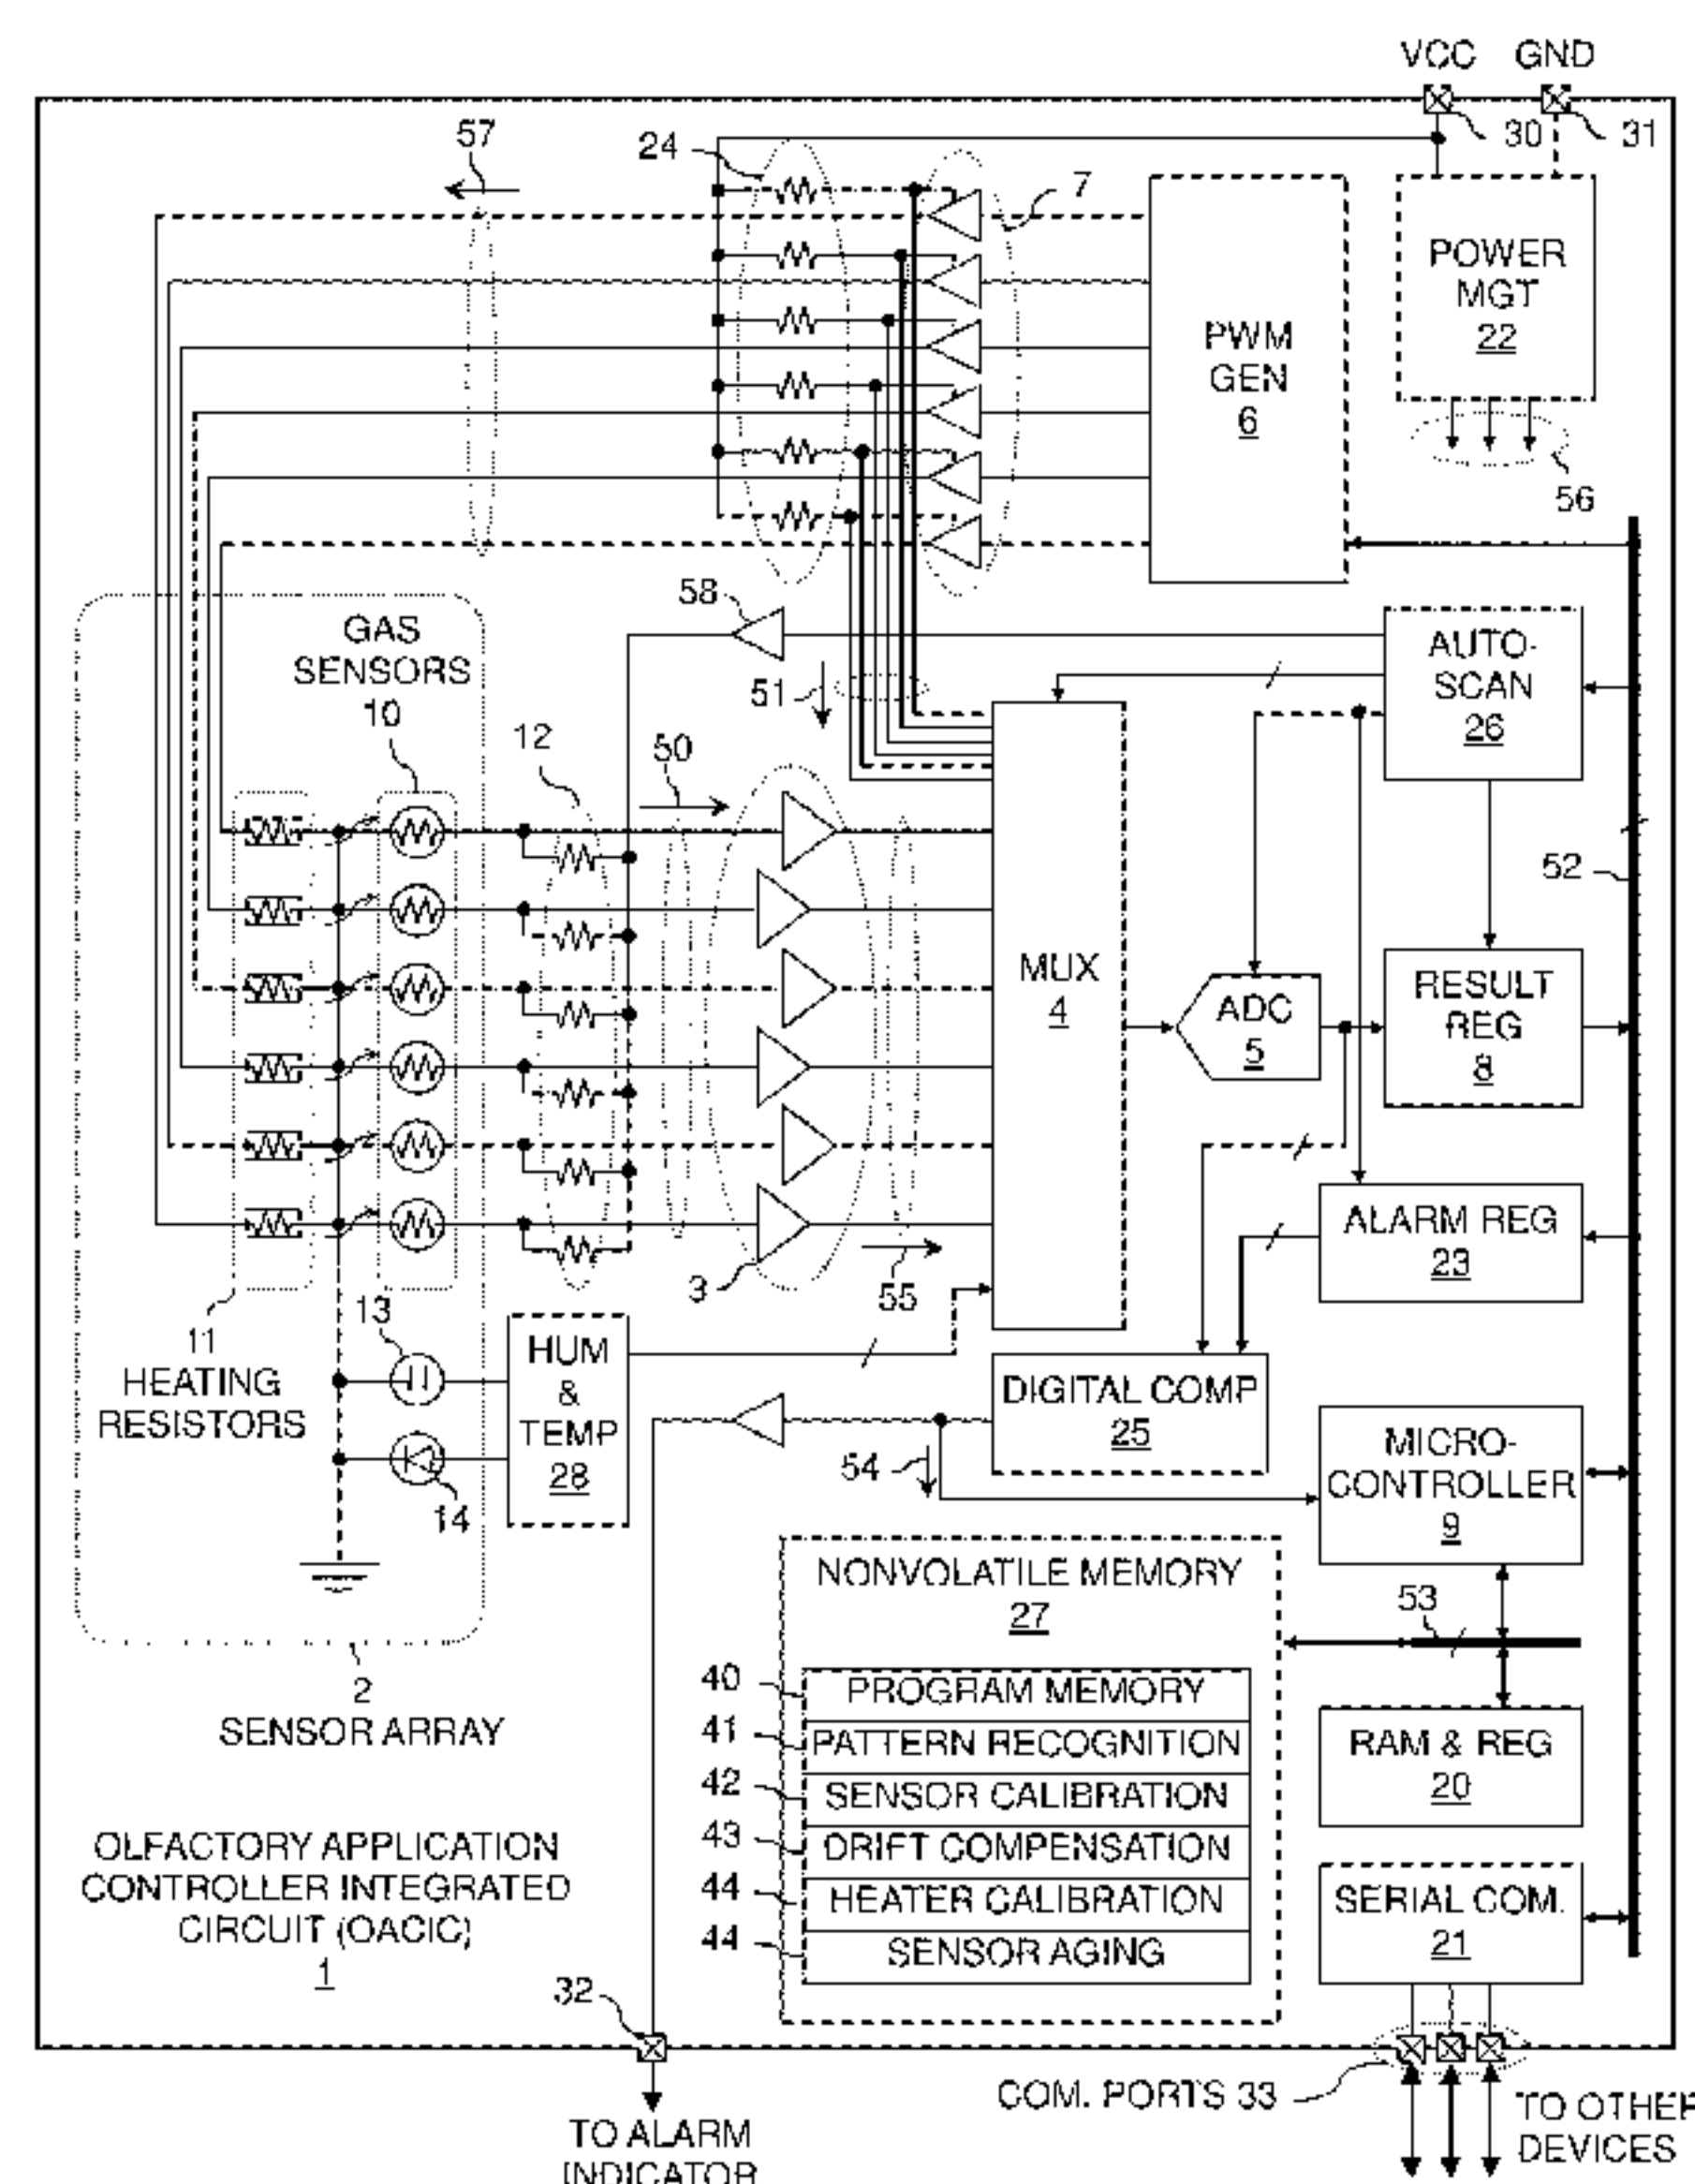 VCC GND
30 31
57
24
7
POWER
MGT
22
PWM
GEN
6
56
58
GAS
SENSORS
10
AUTO-
SCAN
26
51
12
50
52
MUX
4
ADC
5
RESULT
REG
8
ALARM REG
23
3
55
11
HEATING
RESISTORS
13
14
HUM
&
TEMP
28
DIGITAL COMP
25
54
MICRO-
CONTROLLER
9
NONVOLATILE MEMORY
27
53
40 PROGRAM MEMORY
41 PATTERN RECOGNITION
42 SENSOR CALIBRATION
43 DRIFT COMPENSATION
44 HEATER CALIBRATION
44 SENSOR AGING
2
SENSOR ARRAY
RAM & REG
20
SERIAL COM.
21
OLFACTORY APPLICATION
CONTROLLER INTEGRATED
CIRCUIT (OACIC)
1
32
COM. PORTS 33
TO ALARM
INDICATOR
TO OTHER
DEVICES